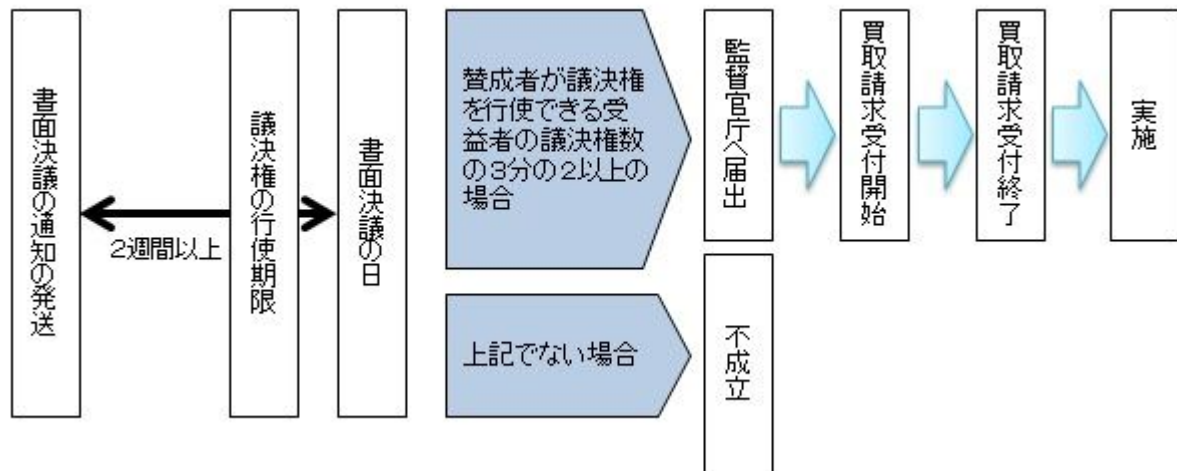 書面決議の通知の発送
2週間以上
議決権の行使期限
書面決議の日
賛成者が議決権
を行使できる受
益者の議決権数
の3分の2以上の
場合
監督官庁へ届出
買取請求受付開始
買取請求受付終了
実施
上記でない場合
不成立